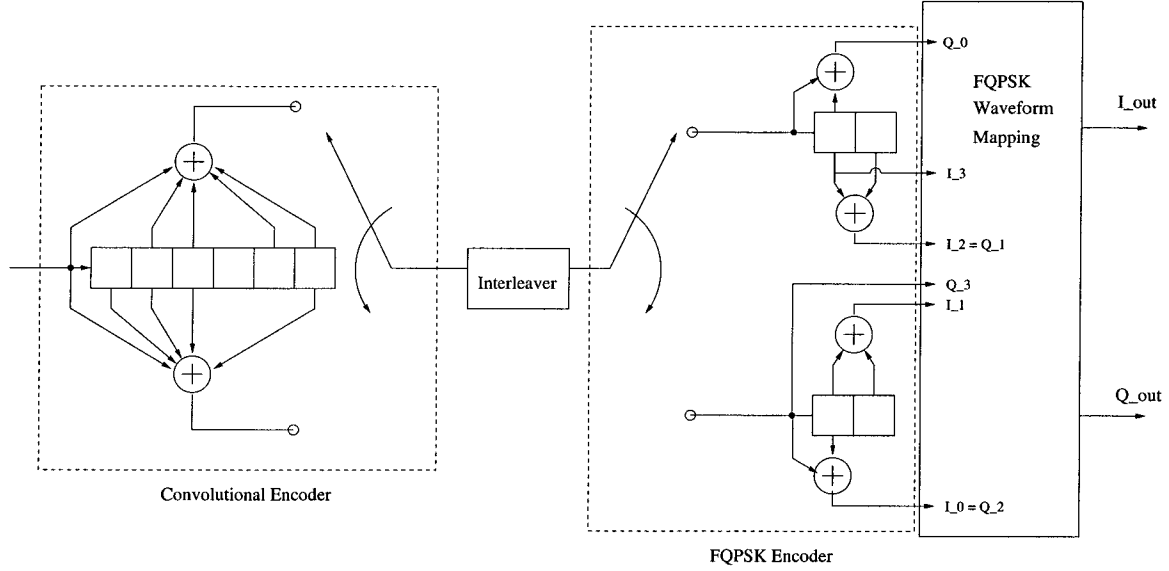 Q_0
FQPSK
Waveform
Mapping
I_out
I_3
I_2 = Q_1
Interleaver
Q_3
I_1
Q_out
I_0 = Q_2
Convolutional Encoder
FQPSK Encoder